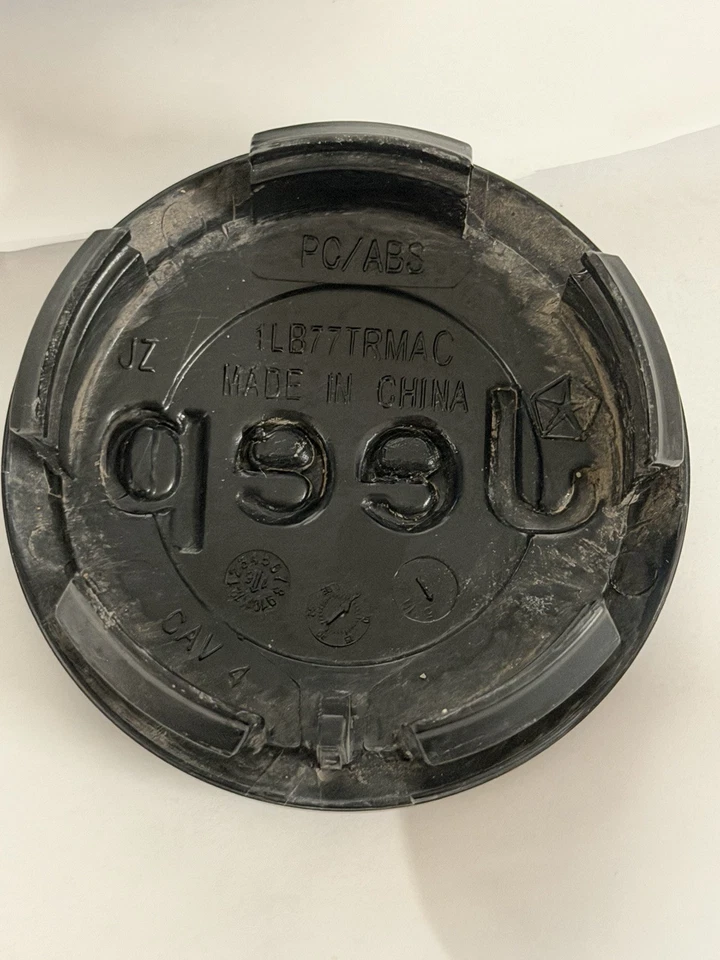 PC/ABS
JZ
1LB77TRMAC
MADE IN CHINA
Jeep
CAV 4